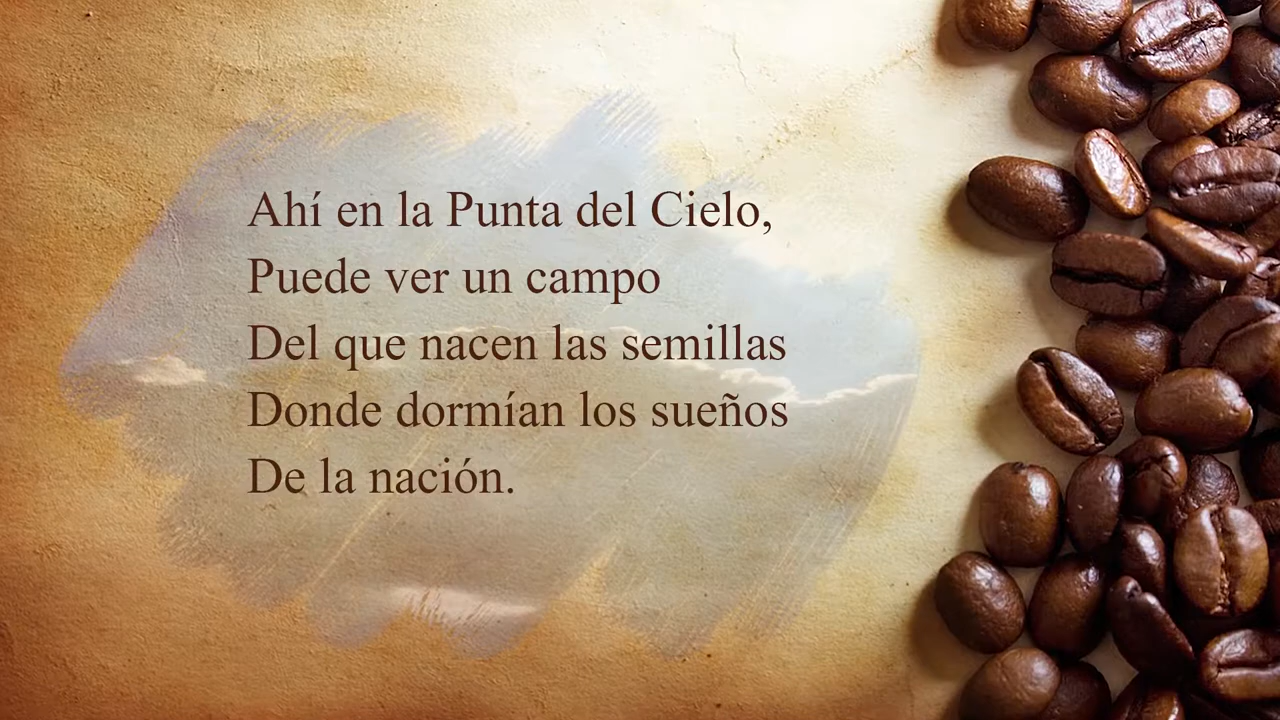 Ahí en la Punta del Cielo,
Puede ver un campo
Del que nacen las semillas
Donde dormían los sueños
De la nación.